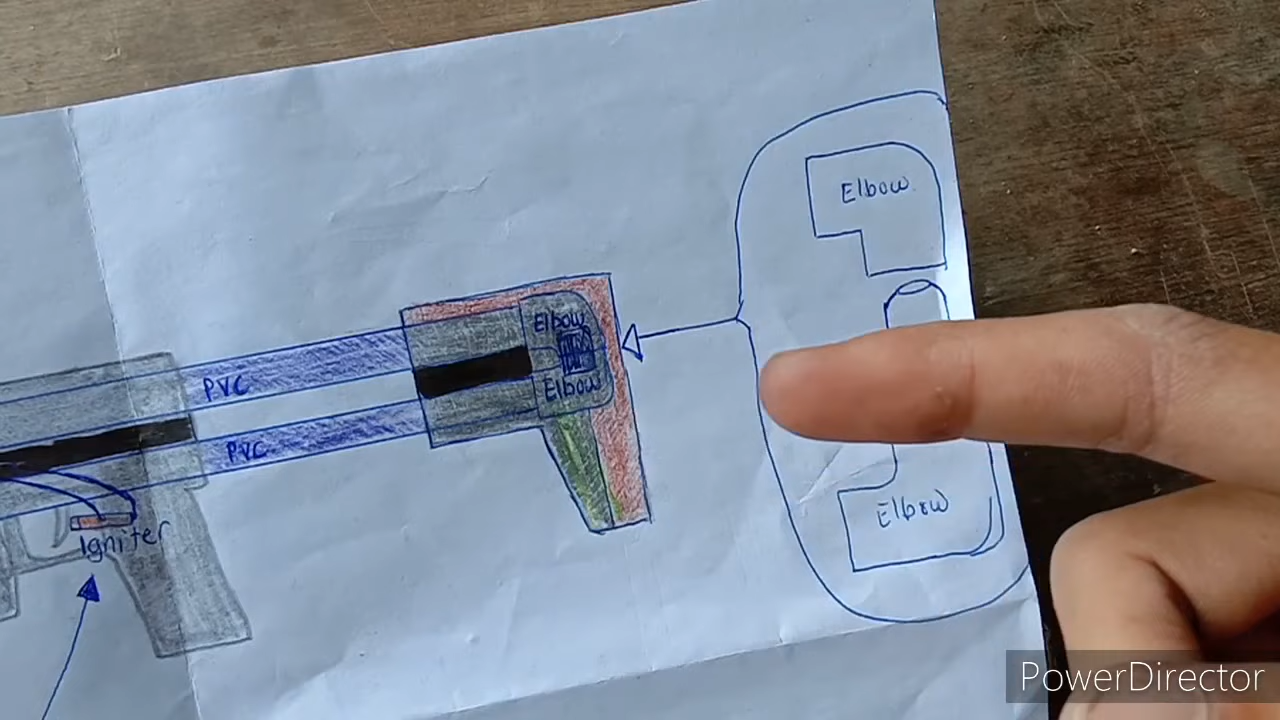 Elbow
Elbow
PVC
Elbow
PVC
Elbow
Igniter
PowerDirector